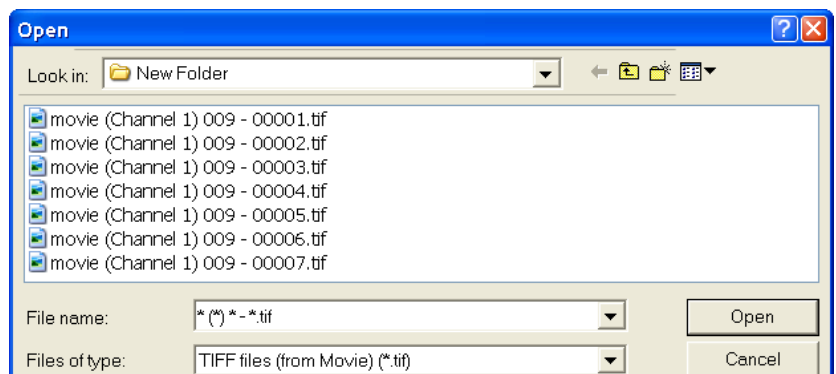 Open
Look in: New Folder
movie (Channel 1) 009 - 00001.tif
movie (Channel 1) 009 - 00002.tif
movie (Channel 1) 009 - 00003.tif
movie (Channel 1) 009 - 00004.tif
movie (Channel 1) 009 - 00005.tif
movie (Channel 1) 009 - 00006.tif
movie (Channel 1) 009 - 00007.tif
File name: * (*) * - *.tif Open
Files of type: TIFF files (from Movie) (*.tif) Cancel